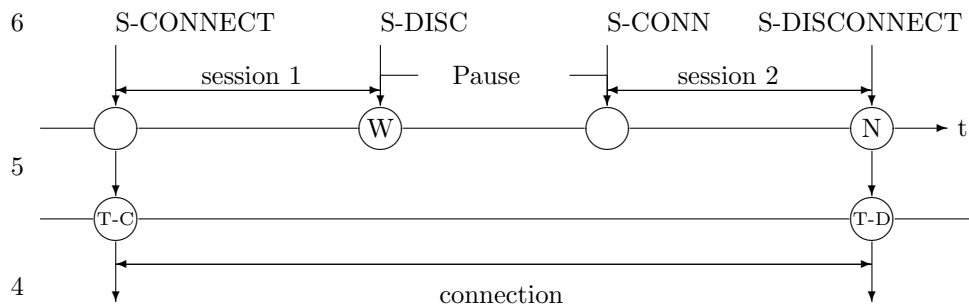 6 S-CONNECT S-DISC S-CONN S-DISCONNECT
session 1 Pause session 2
W N t
5
T-C T-D
4 connection